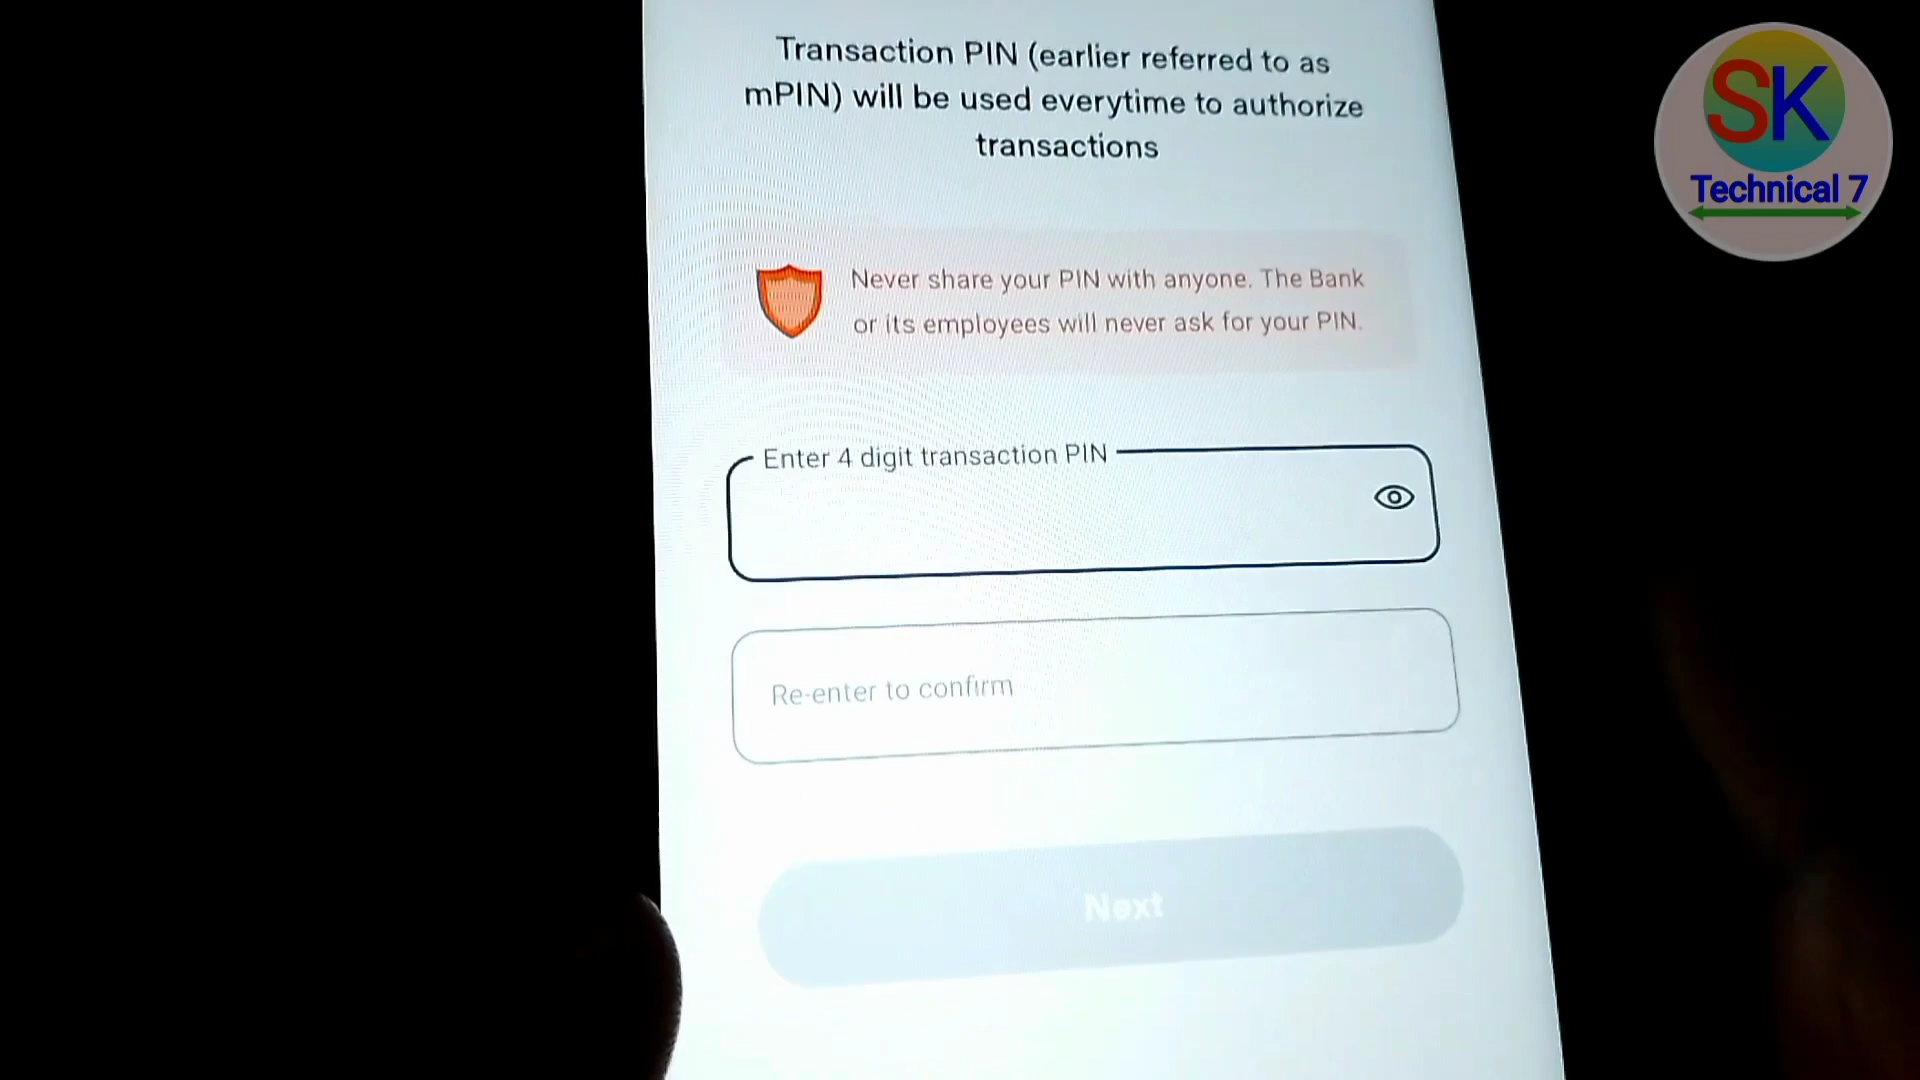 Transaction PIN (earlier referred to as
mPIN) will be used everytime to authorize
transactions
Never share your PIN with anyone. The Bank
or its employees will never ask for your PIN.
Enter 4 digit transaction PIN
Re-enter to confirm
Next
SK
Technical 7